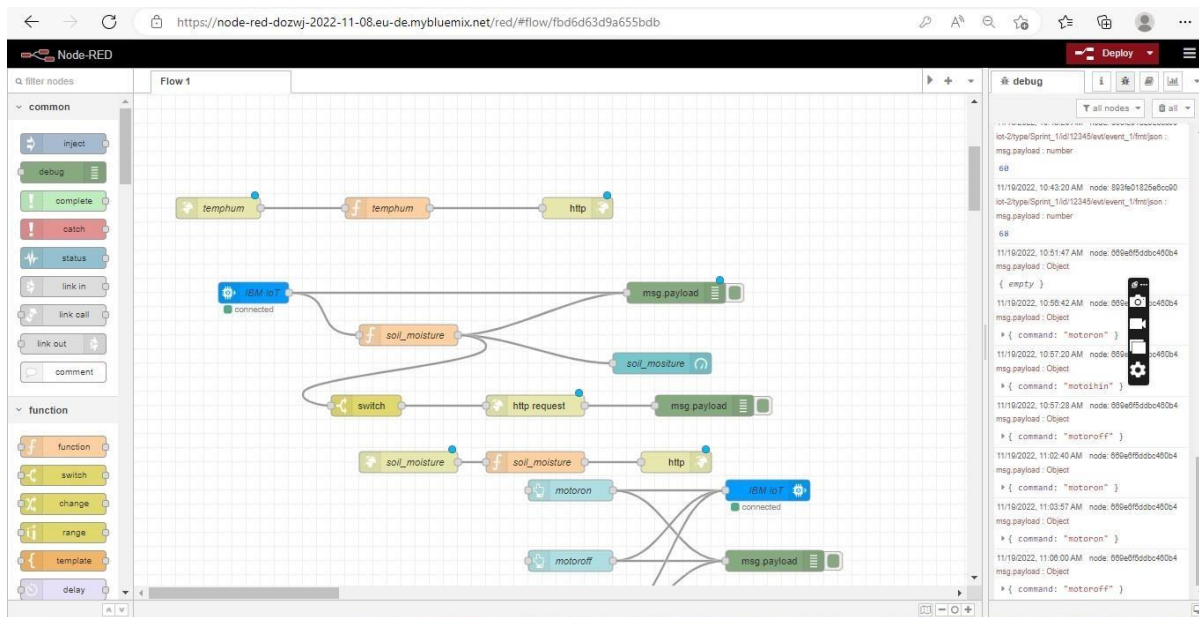 https://node-red-dozwj-2022-11-08.eu-de.mybluemix.net/red/#flow/fbd6d63d9a655bdb
Node-RED
Deploy
filter nodes
Flow 1
debug
common
all nodes
all
inject
debug
complete
catch
status
link in
link call
link out
comment
function
function
switch
change
range
template
delay
temphum
temphum
http
IBM IoT
connected
msg.payload
soil_moisture
soil_mositure
switch
http request
msg.payload
soil_moisture
soil_moisture
http
motoron
IBM IoT
connected
motoroff
msg.payload
iot-2/type/Sprint_1/id/12345/evt/event_1/fmt/json :
msg.payload : number
68
11/19/2022, 10:43:20 AM node: 893fe01825e6cc90
iot-2/type/Sprint_1/id/12345/evt/event_1/fmt/json :
msg.payload : number
68
11/19/2022, 10:51:47 AM node: 669e6f5ddbc460b4
msg.payload : Object
{ empty }
11/19/2022, 10:56:42 AM
msg.payload : Object
{ command: "motoron" }
11/19/2022, 10:57:20 AM
msg.payload : Object
{ command: "motoihin" }
11/19/2022, 10:57:28 AM node: 669e6f5ddbc460b4
msg.payload : Object
{ command: "motoroff" }
11/19/2022, 11:02:40 AM node: 669e6f5ddbc460b4
msg.payload : Object
{ command: "motoron" }
11/19/2022, 11:03:57 AM node: 669e6f5ddbc460b4
msg.payload : Object
{ command: "motoron" }
11/19/2022, 11:06:00 AM node: 669e6f5ddbc460b4
msg.payload : Object
{ command: "motoroff" }